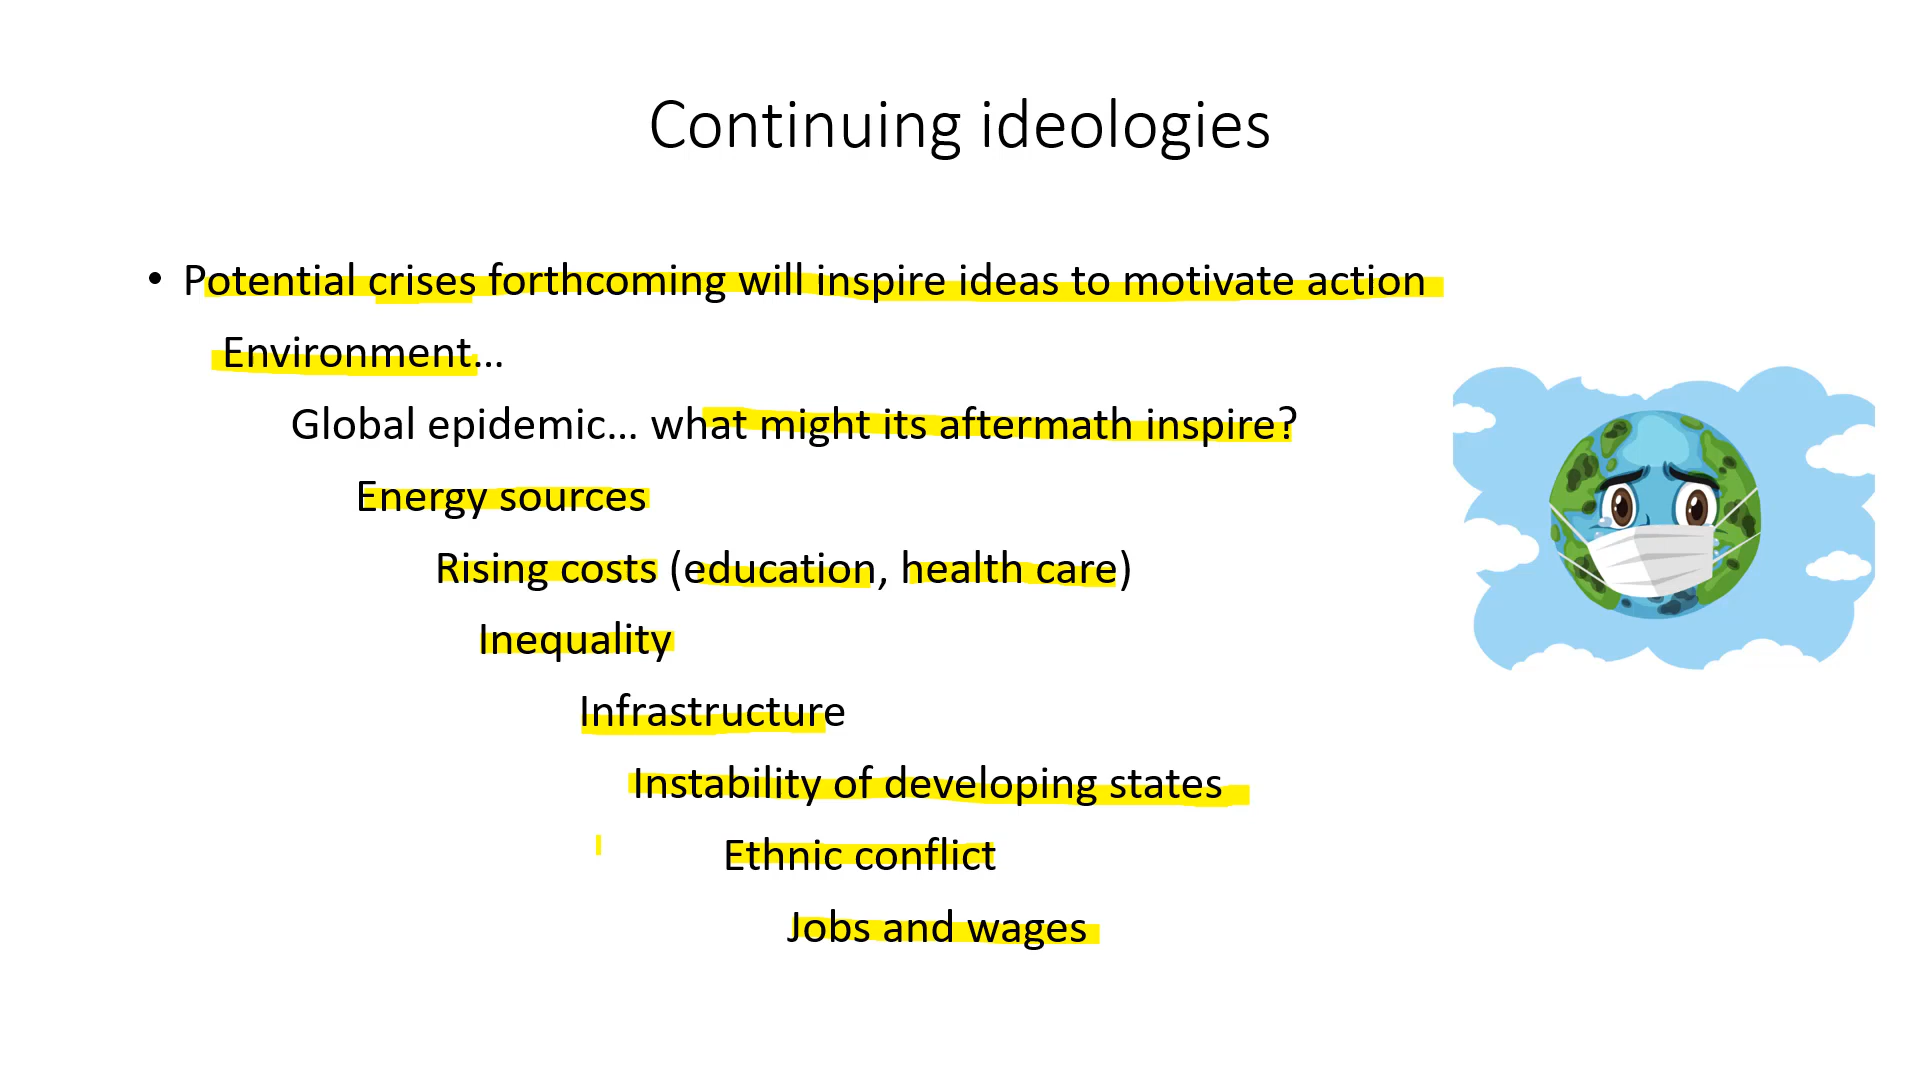 Continuing ideologies
• Potential crises forthcoming will inspire ideas to motivate action
Environment...
Global epidemic... what might its aftermath inspire?
Energy sources
Rising costs (education, health care)
Inequality
Infrastructure
Instability of developing states
Ethnic conflict
Jobs and wages